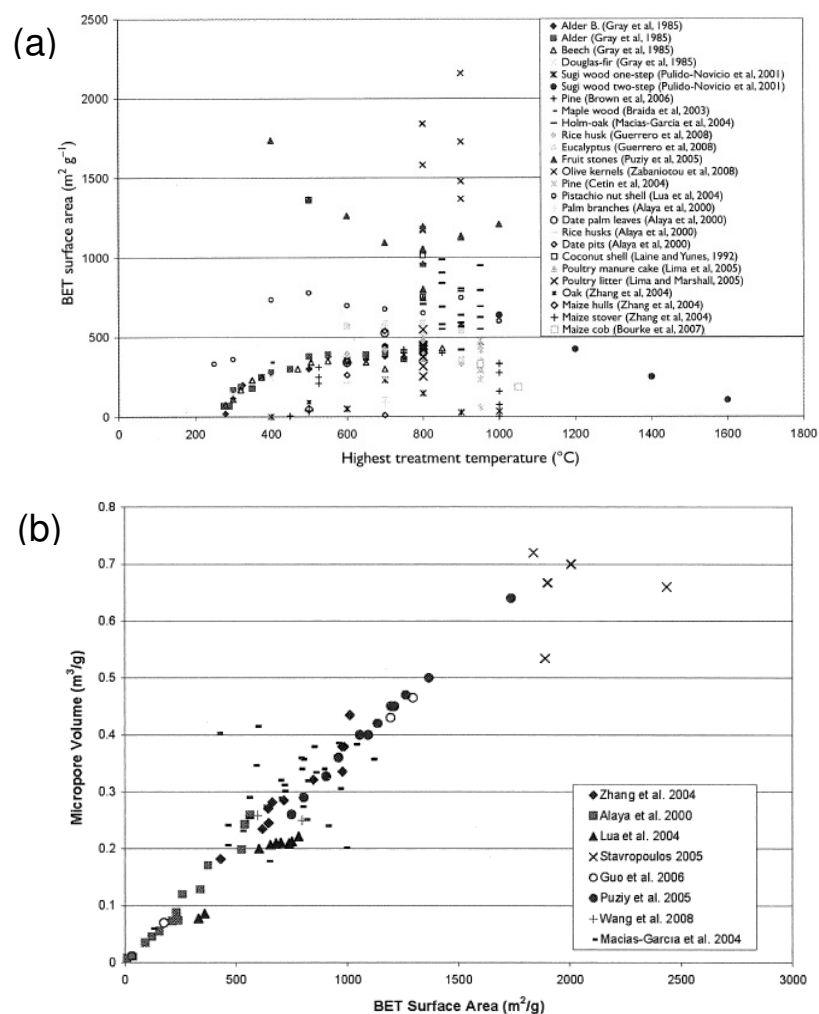 (a)
2500
2000
1500
1000
500
0
BET surface area (m² g⁻¹)
0
200
400
600
800
1000
1200
1400
1600
1800
Highest treatment temperature (°C)
Alder B. (Gray et al, 1985)
Alder (Gray et al, 1985)
Beech (Gray et al, 1985)
Douglas-fir (Gray et al, 1985)
Sugi wood one-step (Pulido-Novicio et al, 2001)
Sugi wood two-step (Pulido-Novicio et al, 2001)
Pine (Brown et al, 2006)
Maple wood (Braida et al, 2003)
Holm-oak (Macias-Garcia et al, 2004)
Rice husk (Guerrero et al, 2008)
Eucalyptus (Guerrero et al, 2008)
Fruit stones (Puziy et al, 2005)
Olive kernels (Zabaniotou et al, 2008)
Pine (Cetin et al, 2004)
Pistachio nut shell (Lua et al, 2004)
Palm branches (Alaya et al, 2000)
Date palm leaves (Alaya et al, 2000)
Rice husks (Alaya et al, 2000)
Date pits (Alaya et al, 2000)
Coconut shell (Laine and Yunes, 1992)
Poultry manure cake (Lima et al, 2005)
Poultry litter (Lima and Marshall, 2005)
Oak (Zhang et al, 2004)
Maize hulls (Zhang et al, 2004)
Maize stover (Zhang et al, 2004)
Maize cob (Bourke et al, 2007)
(b)
0.8
0.7
0.6
0.5
0.4
0.3
0.2
0.1
0
Micropore Volume (m³/g)
0
500
1000
1500
2000
2500
3000
BET Surface Area (m²/g)
Zhang et al. 2004
Alaya et al. 2000
Lua et al. 2004
Stavropoulos 2005
Guo et al. 2006
Puziy et al. 2005
Wang et al. 2008
Macias-Garcia et al. 2004